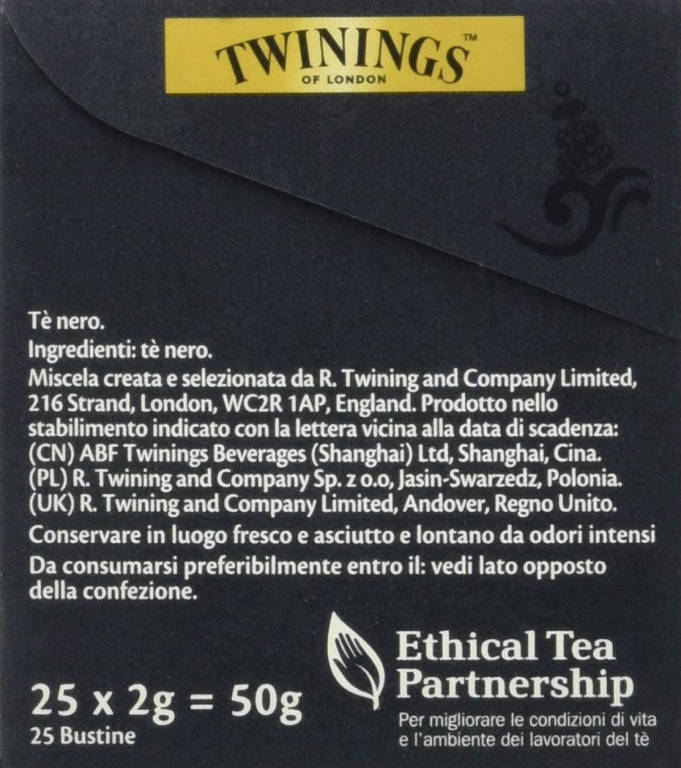 TWININGS™
OF LONDON
Tè nero.
Ingredienti: tè nero.
Miscela creata e selezionata da R. Twining and Company Limited,
216 Strand, London, WC2R 1AP, England. Prodotto nello
stabilimento indicato con la lettera vicina alla data di scadenza:
(CN) ABF Twinings Beverages (Shanghai) Ltd, Shanghai, Cina.
(PL) R. Twining and Company Sp. z o.o, Jasin-Swarzedz, Polonia.
(UK) R. Twining and Company Limited, Andover, Regno Unito.
Conservare in luogo fresco e asciutto e lontano da odori intensi
Da consumarsi preferibilmente entro il: vedi lato opposto
della confezione.
25 x 2g = 50g
25 Bustine
Ethical Tea
Partnership
Per migliorare le condizioni di vita
e l'ambiente dei lavoratori del tè